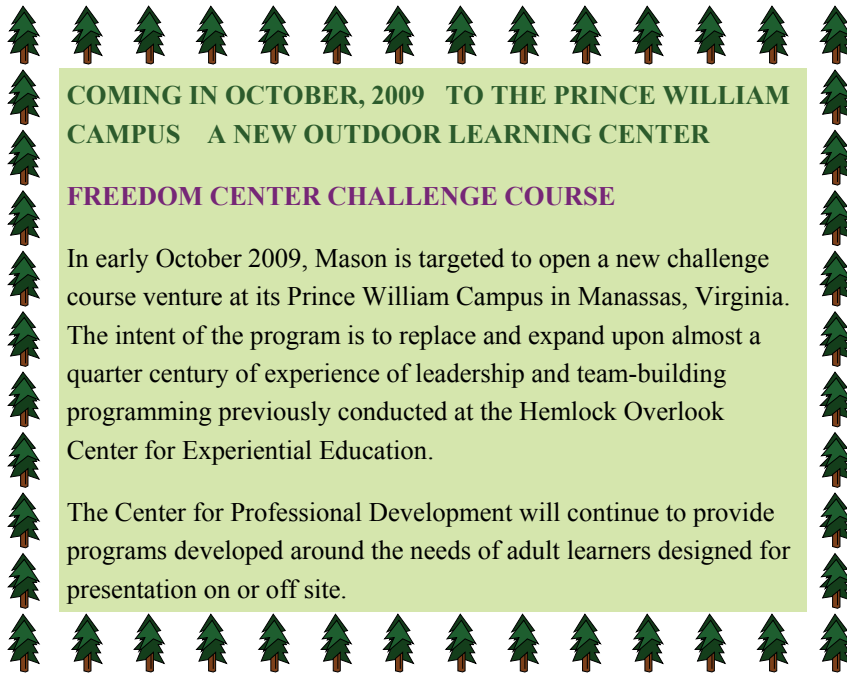 COMING IN OCTOBER, 2009 TO THE PRINCE WILLIAM
CAMPUS A NEW OUTDOOR LEARNING CENTER
FREEDOM CENTER CHALLENGE COURSE
In early October 2009, Mason is targeted to open a new challenge
course venture at its Prince William Campus in Manassas, Virginia.
The intent of the program is to replace and expand upon almost a
quarter century of experience of leadership and team-building
programming previously conducted at the Hemlock Overlook
Center for Experiential Education.
The Center for Professional Development will continue to provide
programs developed around the needs of adult learners designed for
presentation on or off site.